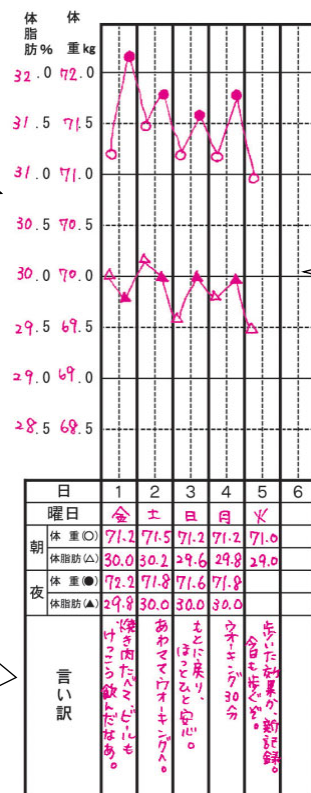 体脂肪% 体重kg
32.0 72.0
31.5 71.5
31.0 71.0
30.5 70.5
30.0 70.0
29.5 69.5
29.0 69.0
28.5 68.5
日 1 2 3 4 5 6
曜日 金 土 日 月 火
朝 体重(○) 71.2 71.5 71.2 71.2 71.0
体脂肪(△) 30.0 30.2 29.6 29.8 29.0
夜 体重(●) 72.2 71.8 71.6 71.8
体脂肪(▲) 29.8 30.0 30.0 30.0
言い訳
焼き肉たべて、ビールも
けっこう飲んだなあ。
あわててウオーキングへ。
もとに戻り、
ほっとひと安心。
ウオーキング30分
歩いた効果か、新記録。
今日も歩くぞ。